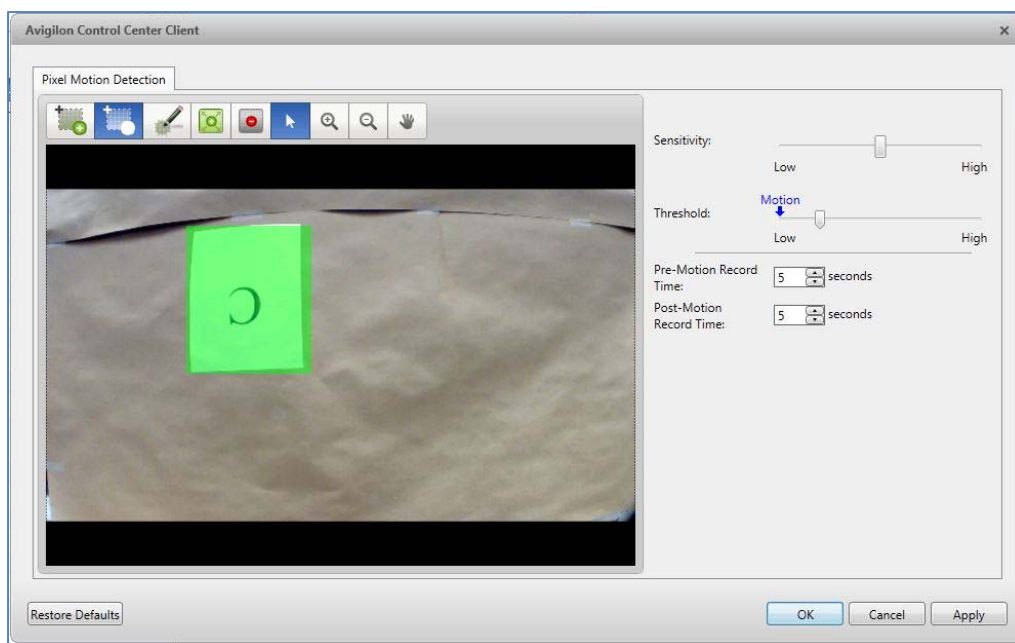 Avigilon Control Center Client
Pixel Motion Detection
Sensitivity:
Low High
Motion
Threshold:
Low High
Pre-Motion Record
Time:
5 seconds
Post-Motion
Record Time:
5 seconds
C
Restore Defaults
OK Cancel Apply